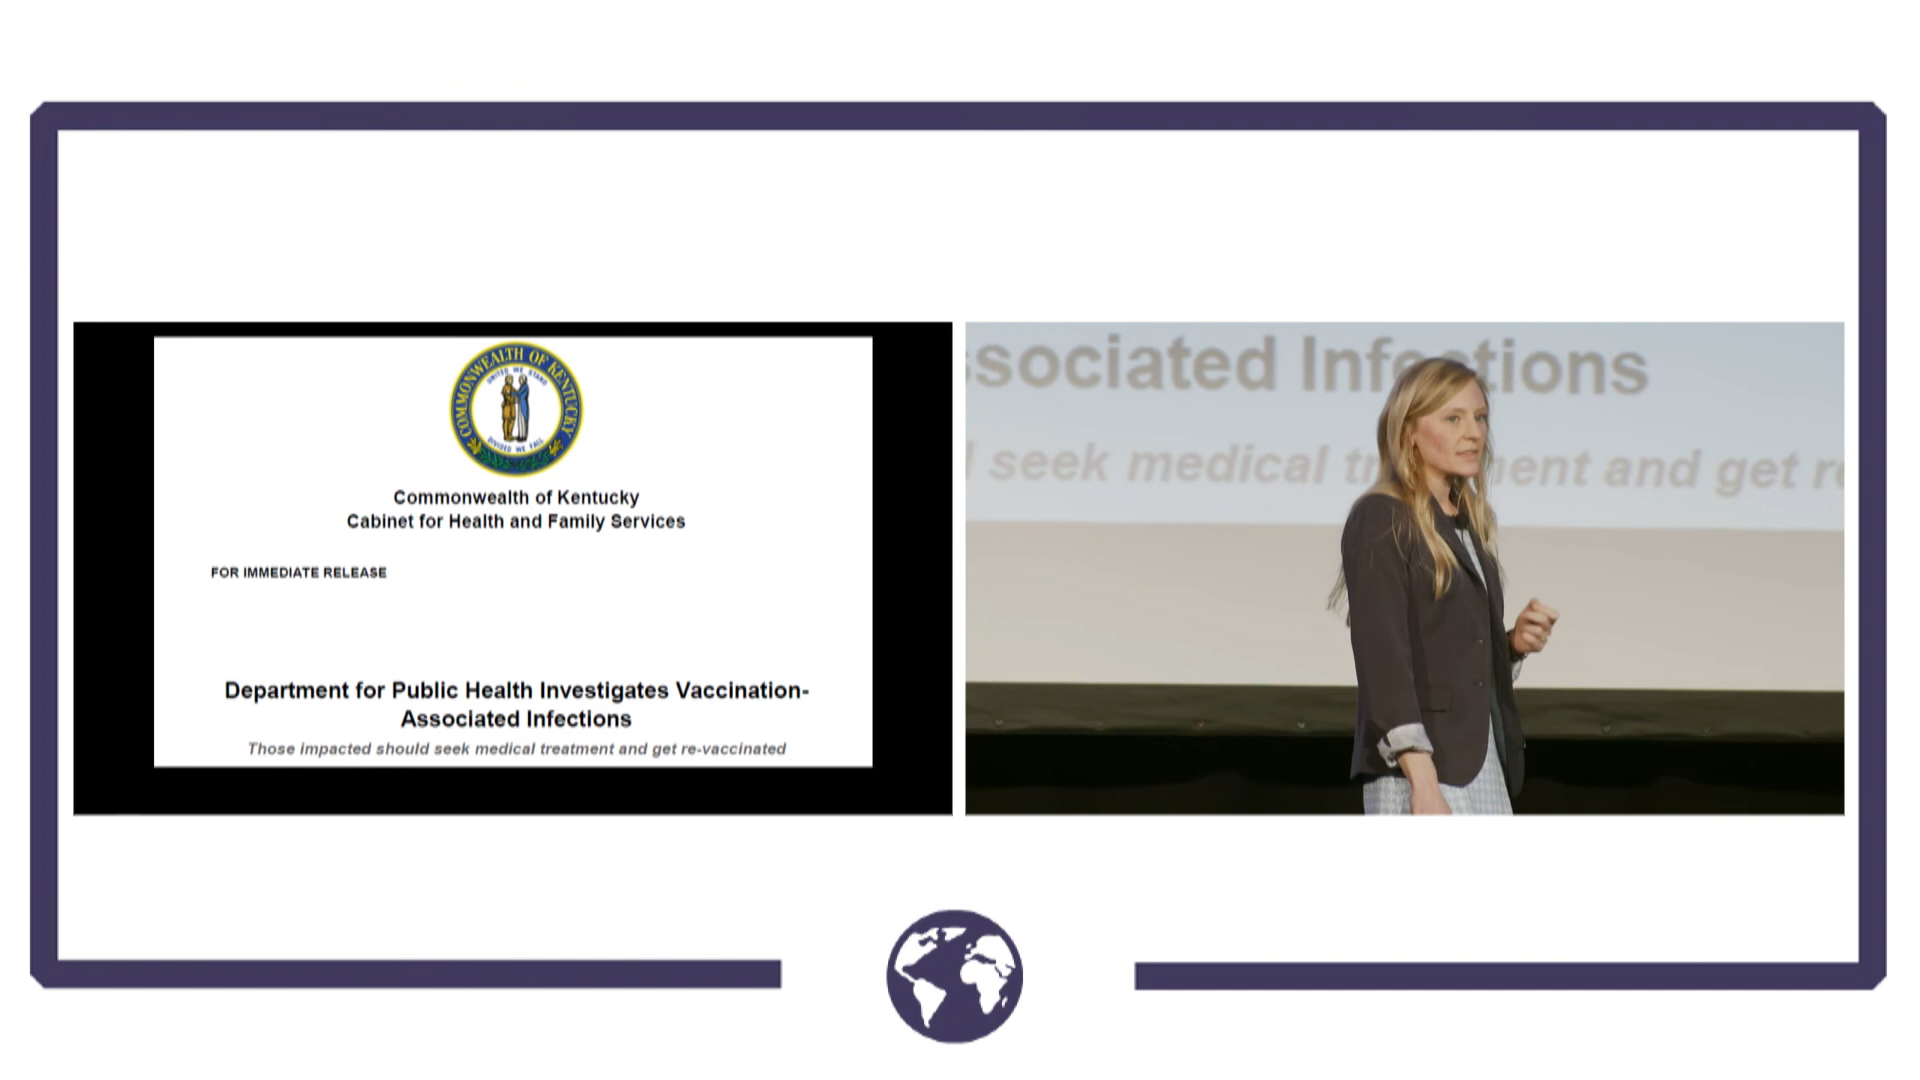 COMMONWEALTH OF KENTUCKY
UNITED WE STAND
DIVIDED WE FALL
Commonwealth of Kentucky
Cabinet for Health and Family Services
FOR IMMEDIATE RELEASE
Department for Public Health Investigates Vaccination-
Associated Infections
Those impacted should seek medical treatment and get re-vaccinated
ssociated Infections
seek medical treatment and get re